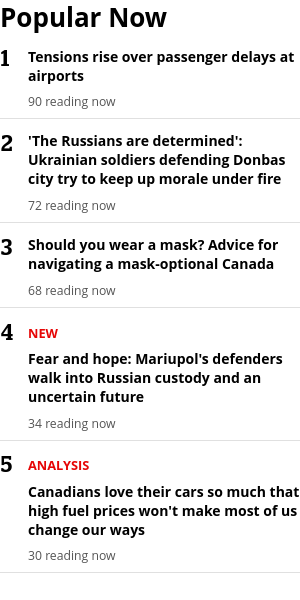 Popular Now
1
Tensions rise over passenger delays at
airports
90 reading now
2
'The Russians are determined':
Ukrainian soldiers defending Donbas
city try to keep up morale under fire
72 reading now
3
Should you wear a mask? Advice for
navigating a mask-optional Canada
68 reading now
4
NEW
Fear and hope: Mariupol's defenders
walk into Russian custody and an
uncertain future
34 reading now
5
ANALYSIS
Canadians love their cars so much that
high fuel prices won't make most of us
change our ways
30 reading now